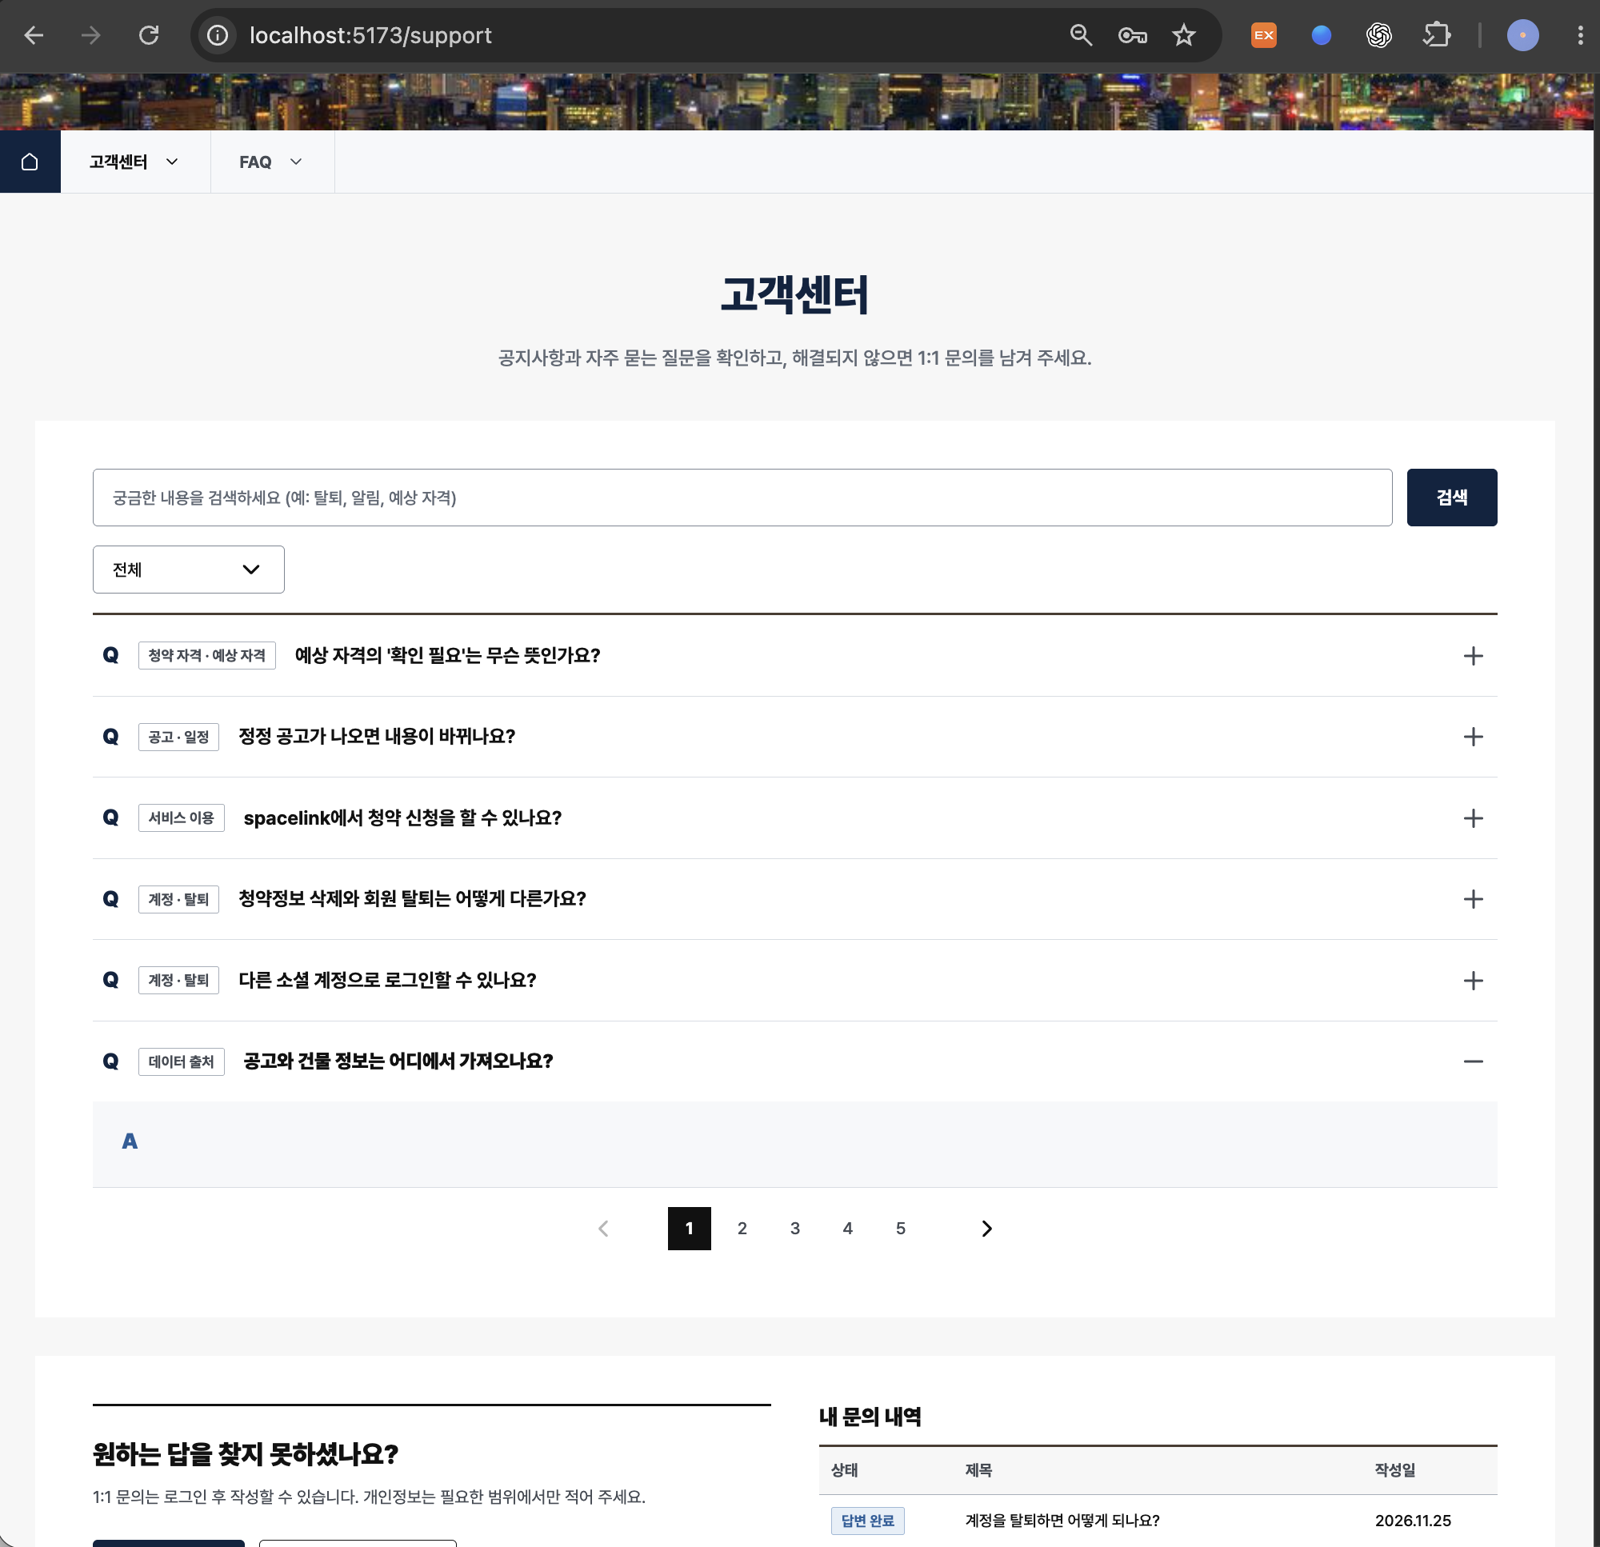 localhost:5173/support
EX
고객센터
FAQ
고객센터
공지사항과 자주 묻는 질문을 확인하고, 해결되지 않으면 1:1 문의를 남겨 주세요.
궁금한 내용을 검색하세요 (예: 탈퇴, 알림, 예상 자격)
검색
전체
Q 청약 자격 · 예상 자격 예상 자격의 '확인 필요'는 무슨 뜻인가요?
Q 공고 · 일정 정정 공고가 나오면 내용이 바뀌나요?
Q 서비스 이용 spacelink에서 청약 신청을 할 수 있나요?
Q 계정 · 탈퇴 청약정보 삭제와 회원 탈퇴는 어떻게 다른가요?
Q 계정 · 탈퇴 다른 소셜 계정으로 로그인할 수 있나요?
Q 데이터 출처 공고와 건물 정보는 어디에서 가져오나요?
A
1 2 3 4 5
원하는 답을 찾지 못하셨나요?
1:1 문의는 로그인 후 작성할 수 있습니다. 개인정보는 필요한 범위에서만 적어 주세요.
내 문의 내역
상태 제목 작성일
답변 완료 계정을 탈퇴하면 어떻게 되나요? 2026.11.25